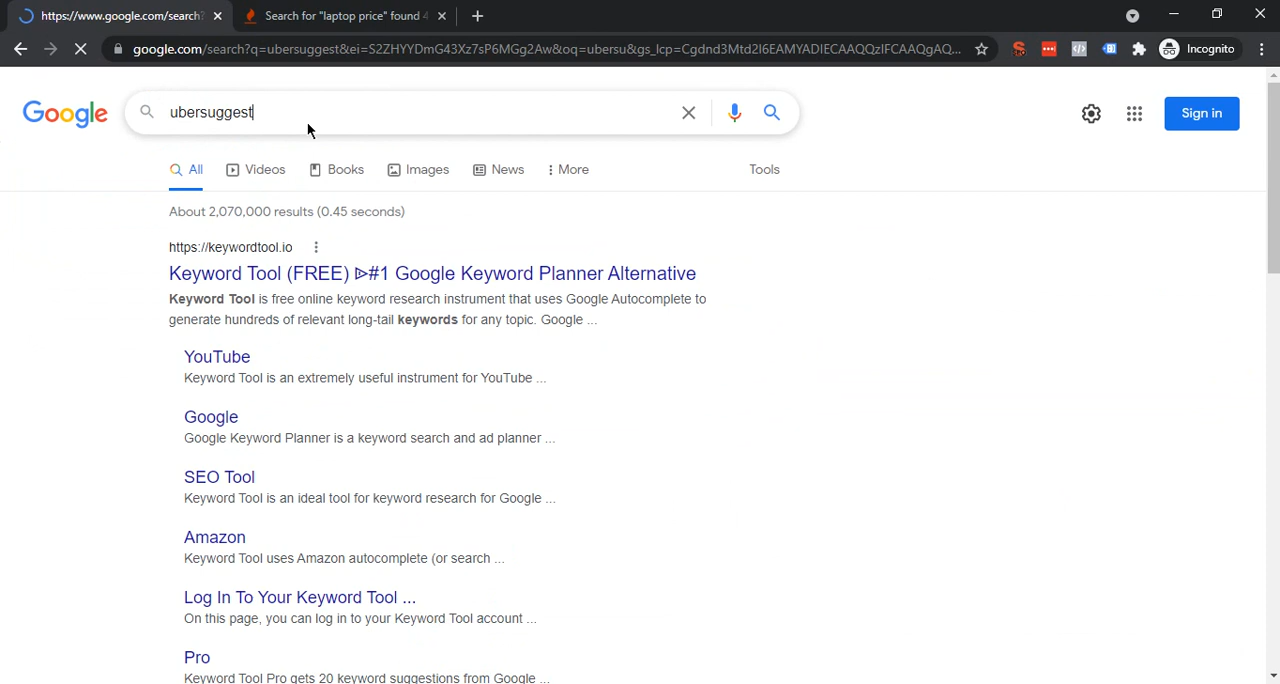 https://www.google.com/search?
Search for "laptop price" found 4
google.com/search?q=ubersuggest&ei=S2ZHYYDmG43Xz7sP6MGg2Aw&oq=ubersu&gs_lcp=Cgdnd3Mtd2l6EAMYADIECAAQQzIFCAAQgAQ...
Incognito
Google
ubersuggest
Sign in
All
Videos
Books
Images
News
More
Tools
About 2,070,000 results (0.45 seconds)
https://keywordtool.io
Keyword Tool (FREE) ᐈ#1 Google Keyword Planner Alternative
Keyword Tool is free online keyword research instrument that uses Google Autocomplete to
generate hundreds of relevant long-tail keywords for any topic. Google ...
YouTube
Keyword Tool is an extremely useful instrument for YouTube ...
Google
Google Keyword Planner is a keyword search and ad planner ...
SEO Tool
Keyword Tool is an ideal tool for keyword research for Google ...
Amazon
Keyword Tool uses Amazon autocomplete (or search ...
Log In To Your Keyword Tool ...
On this page, you can log in to your Keyword Tool account ...
Pro
Keyword Tool Pro gets 20 keyword suggestions from Google ...